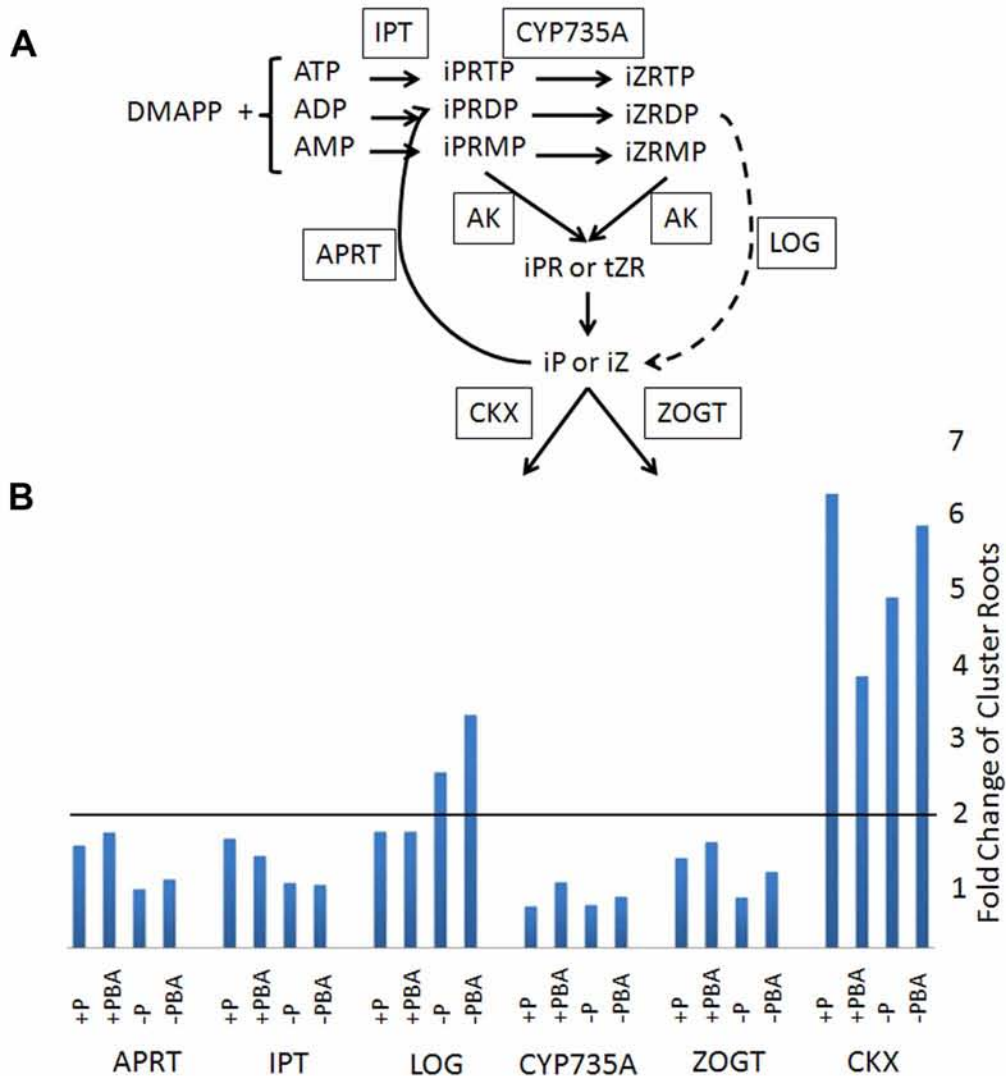 A
IPT
CYP735A
DMAPP +
ATP
iPRTP
iZRTP
ADP
iPRDP
iZRDP
AMP
iPRMP
iZRMP
AK
AK
APRT
LOG
iPR or tZR
iP or iZ
CKX
ZOGT
B
7
6
5
4
3
2
1
Fold Change of Cluster Roots
+P
+PBA
-P
-PBA
+P
+PBA
-P
-PBA
+P
+PBA
-P
-PBA
+P
+PBA
-P
-PBA
+P
+PBA
-P
-PBA
+P
+PBA
-P
-PBA
APRT
IPT
LOG
CYP735A
ZOGT
CKX